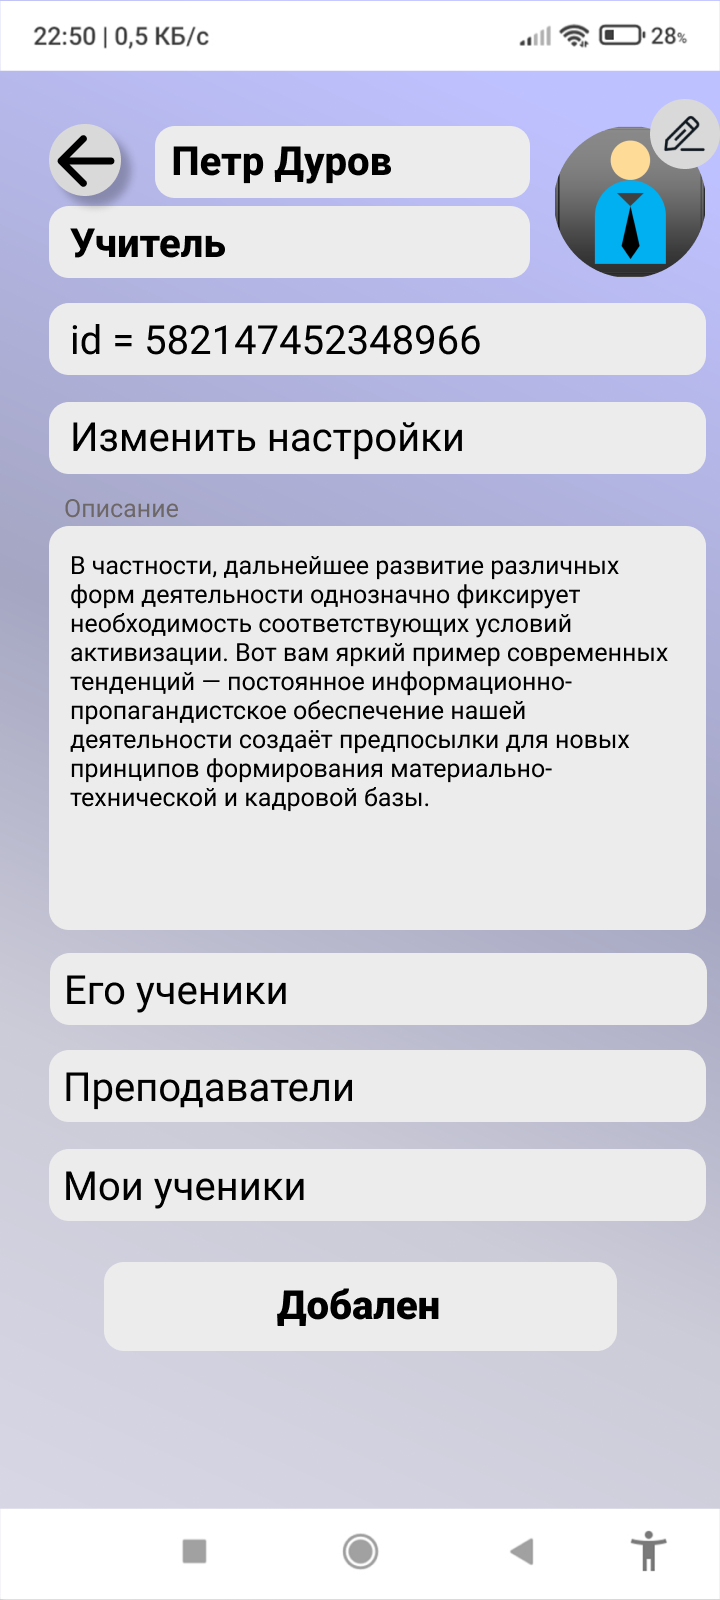 22:50 | 0,5 КБ/с
28%
Петр Дуров
Учитель
id = 582147452348966
Изменить настройки
Описание
В частности, дальнейшее развитие различных
форм деятельности однозначно фиксирует
необходимость соответствующих условий
активизации. Вот вам яркий пример современных
тенденций — постоянное информационно-
пропагандистское обеспечение нашей
деятельности создаёт предпосылки для новых
принципов формирования материально-
технической и кадровой базы.
Его ученики
Преподаватели
Мои ученики
Добален